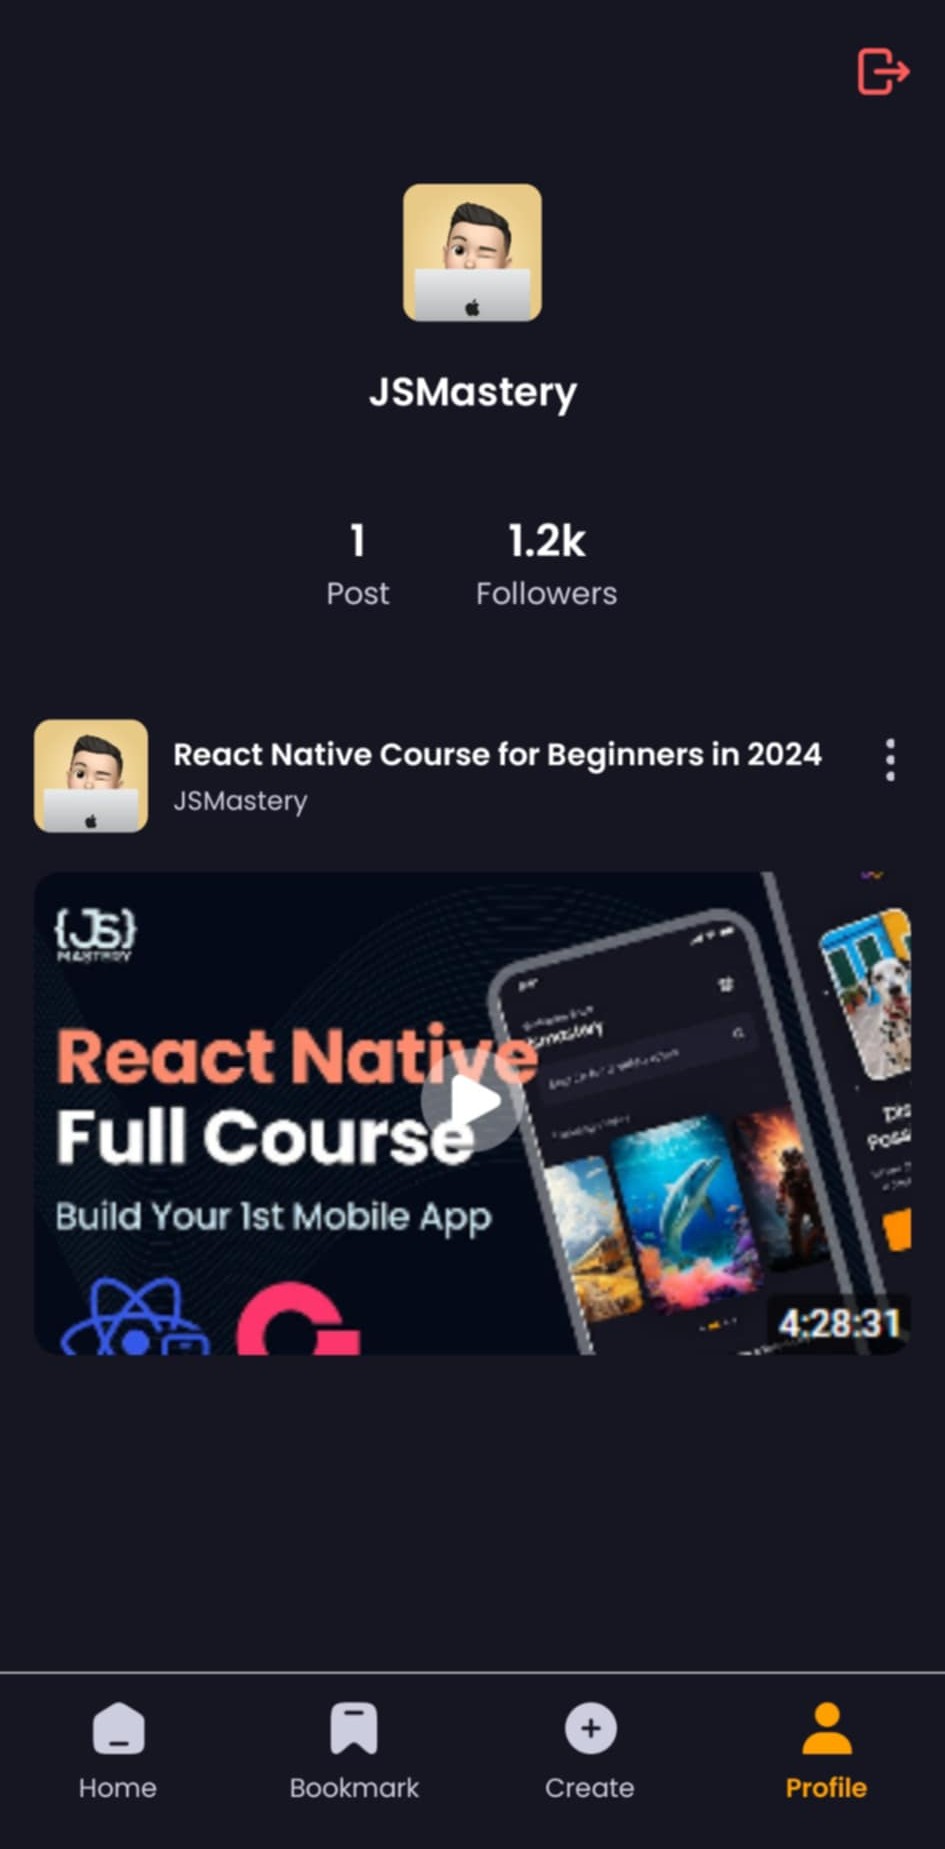 JSMastery
1 1.2k
Post Followers
React Native Course for Beginners in 2024
JSMastery
{JS}
MASTERY
React Native
Full Course
Build Your 1st Mobile App
jsmastery
4:28:31
Home Bookmark Create Profile